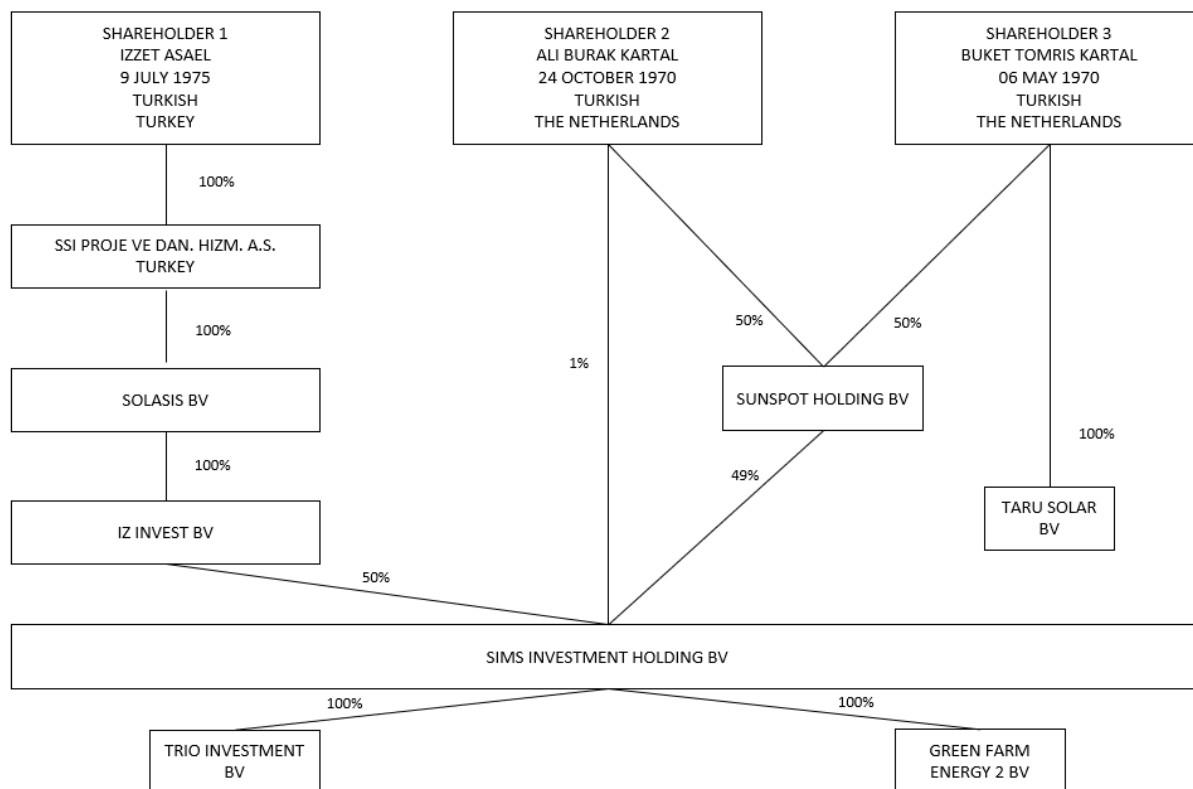 SHAREHOLDER 1
IZZET ASAEL
9 JULY 1975
TURKISH
TURKEY
SHAREHOLDER 2
ALI BURAK KARTAL
24 OCTOBER 1970
TURKISH
THE NETHERLANDS
SHAREHOLDER 3
BUKET TOMRIS KARTAL
06 MAY 1970
TURKISH
THE NETHERLANDS
100%
SSI PROJE VE DAN. HIZM. A.S.
TURKEY
100%
50%
50%
1%
SOLASIS BV
SUNSPOT HOLDING BV
100%
100%
49%
IZ INVEST BV
TARU SOLAR
BV
50%
SIMS INVESTMENT HOLDING BV
100%
100%
TRIO INVESTMENT
BV
GREEN FARM
ENERGY 2 BV